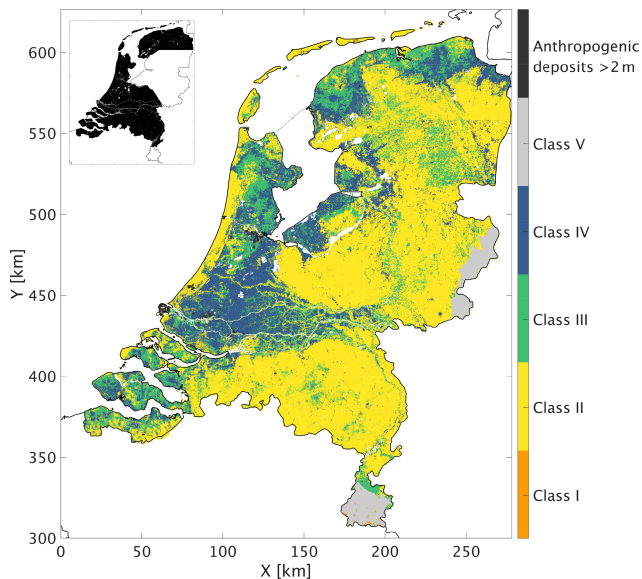 600
550
500
450
400
350
300
Y [km]
0
50
100
150
200
250
X [km]
Anthropogenic
deposits >2 m
Class V
Class IV
Class III
Class II
Class I